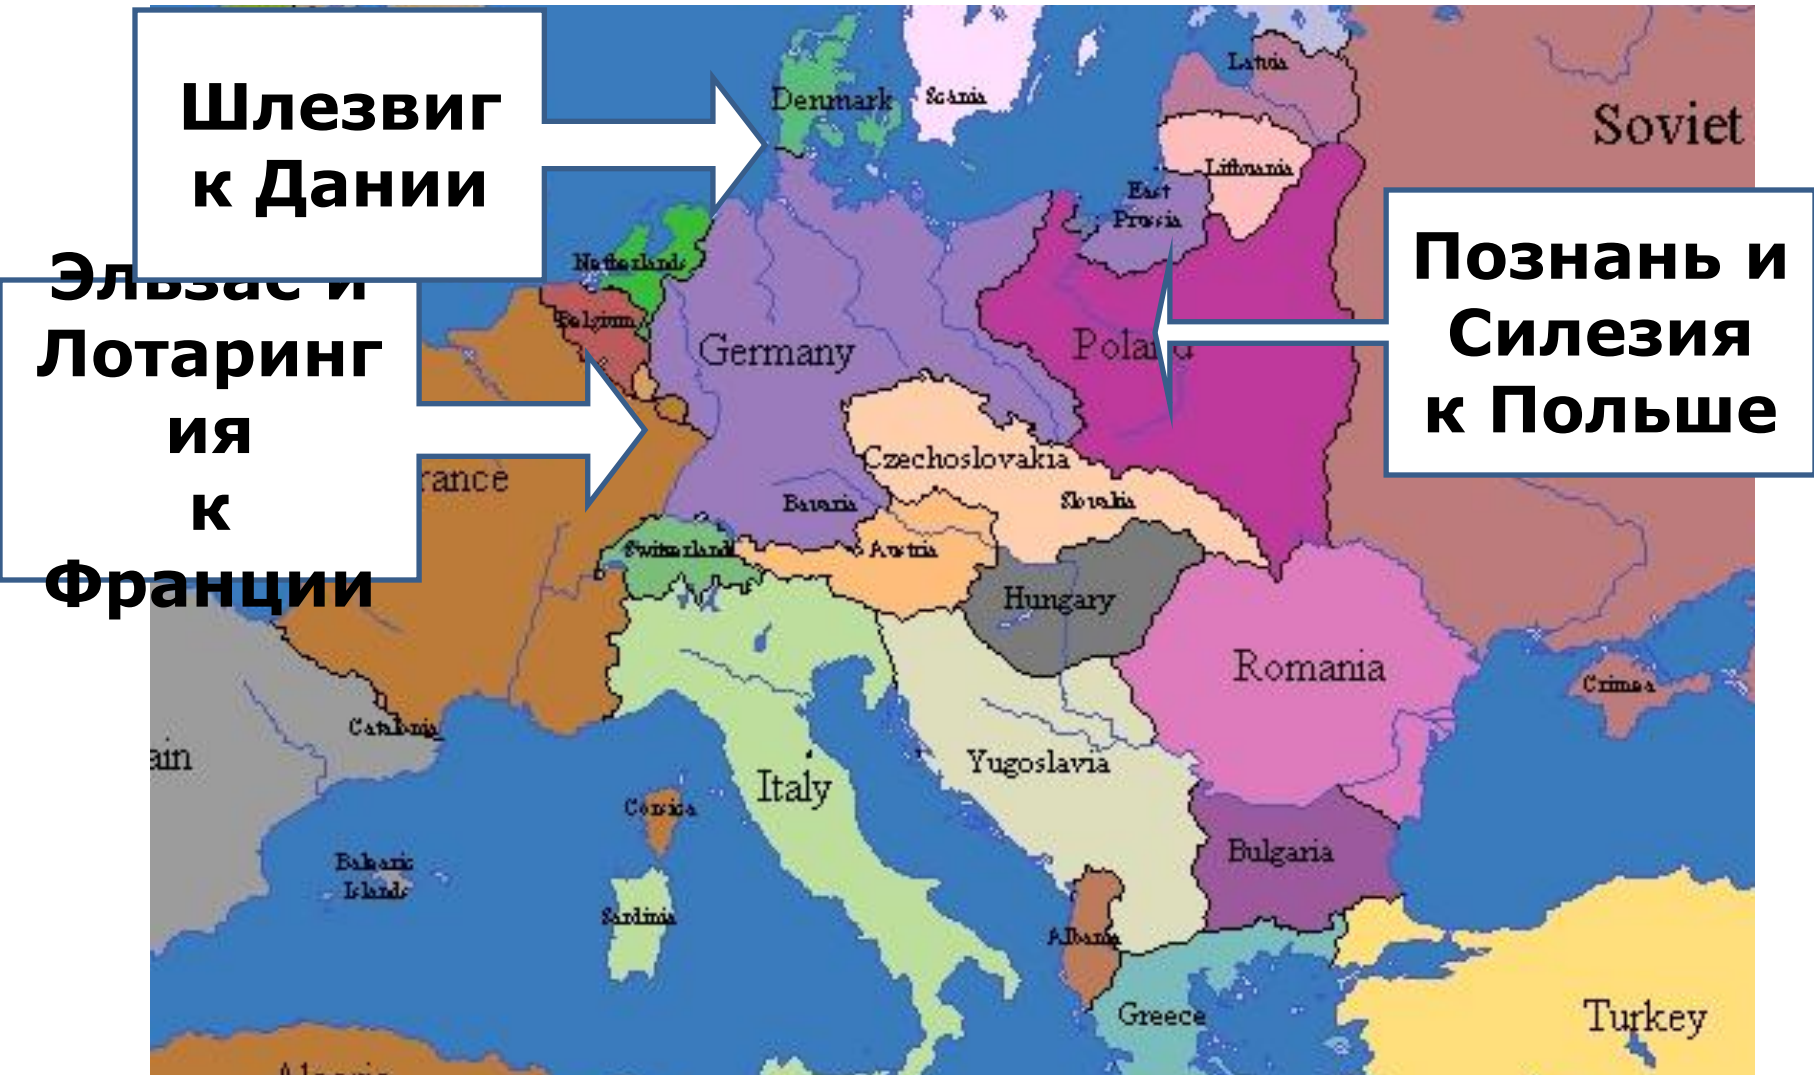 Шлезвиг
к Дании
Эльзас и
Лотаринг
ия
к
Франции
Познань и
Силезия
к Польше
Denmark
Scania
Latvia
Soviet
Lithuania
East
Prussia
Netherlands
Belgium
Germany
Poland
rance
Czechoslovakia
Slovakia
Bavaria
Austria
Switzerland
Hungary
Romania
Crimea
Catalonia
ain
Yugoslavia
Italy
Corsica
Bulgaria
Balearic
Islands
Sardinia
Albania
Greece
Turkey
Algeria